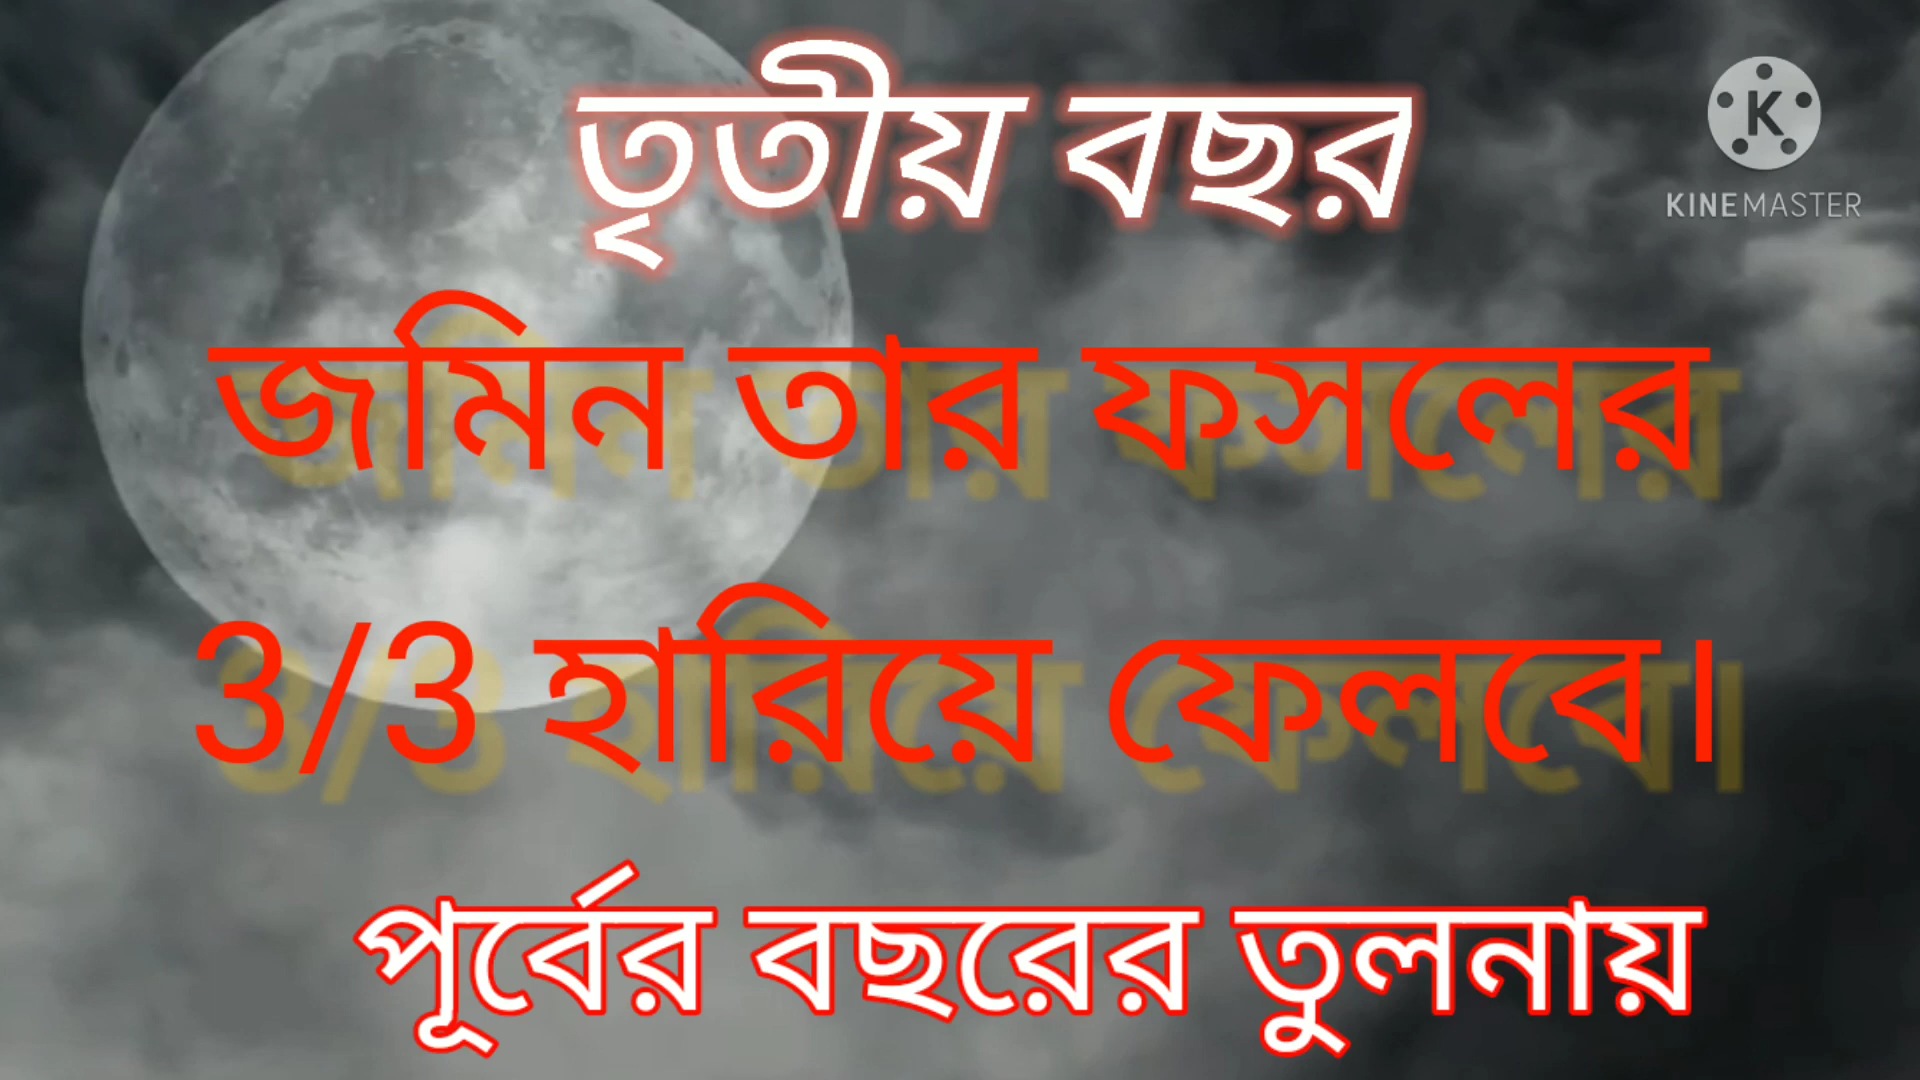 তৃতীয় বছর
KINEMASTER
জমিন তার ফসলের
3/3 হারিয়ে ফেলবে।
পূর্বের বছরের তুলনায়